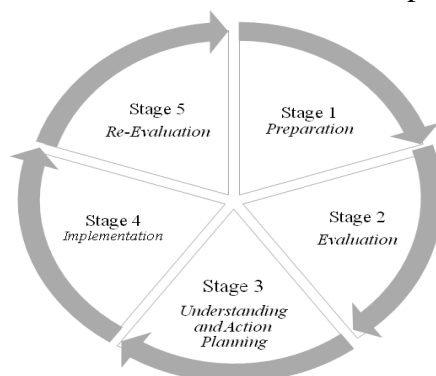 Stage 1
Preparation
Stage 2
Evaluation
Stage 3
Understanding
and Action
Planning
Stage 4
Implementation
Stage 5
Re-Evaluation